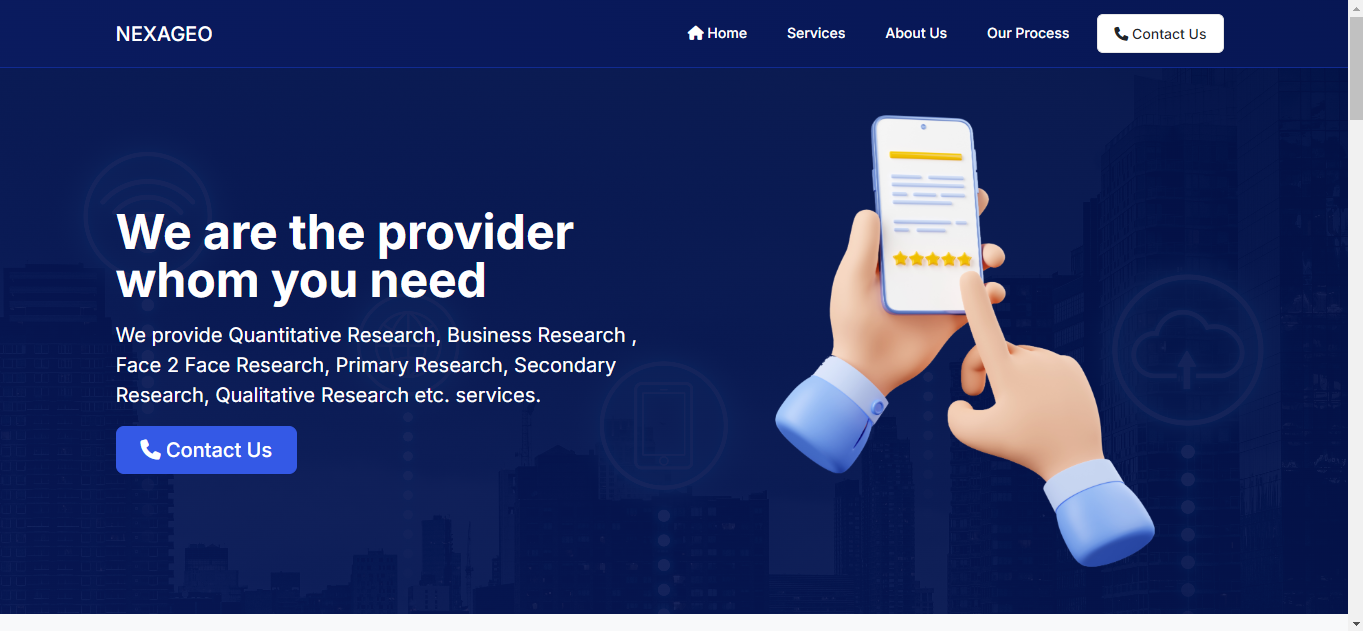 NEXAGEO
Home
Services
About Us
Our Process
Contact Us
We are the provider
whom you need
We provide Quantitative Research, Business Research ,
Face 2 Face Research, Primary Research, Secondary
Research, Qualitative Research etc. services.
Contact Us